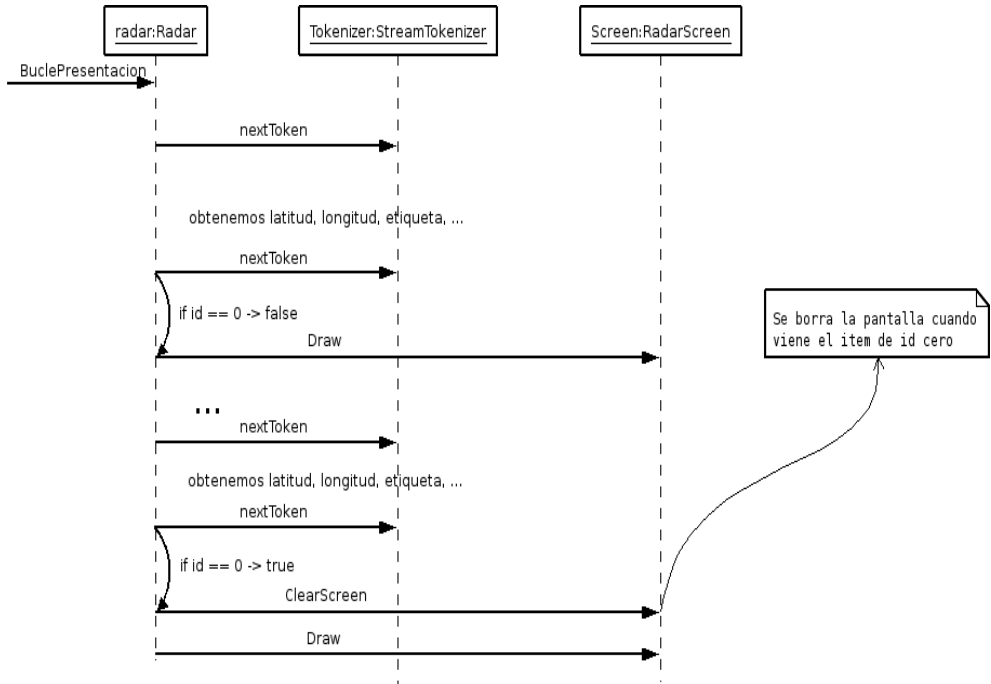 radar:Radar
Tokenizer:StreamTokenizer
Screen:RadarScreen
BuclePresentacion
nextToken
obtenemos latitud, longitud, etiqueta, ...
nextToken
if id == 0 -> false
Draw
Se borra la pantalla cuando
viene el item de id cero
...
nextToken
obtenemos latitud, longitud, etiqueta, ...
nextToken
if id == 0 -> true
ClearScreen
Draw